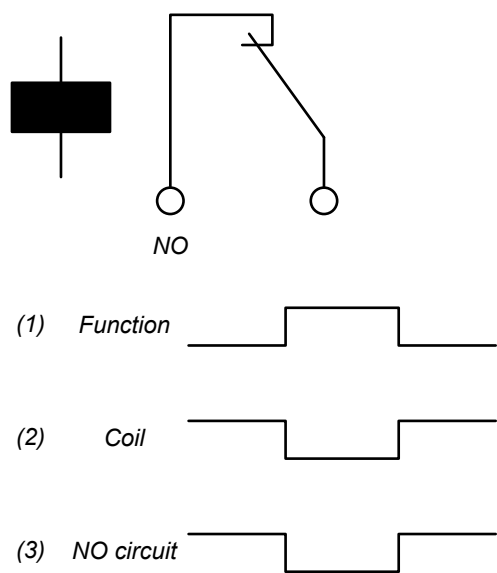 NO
(1) Function
(2) Coil
(3) NO circuit